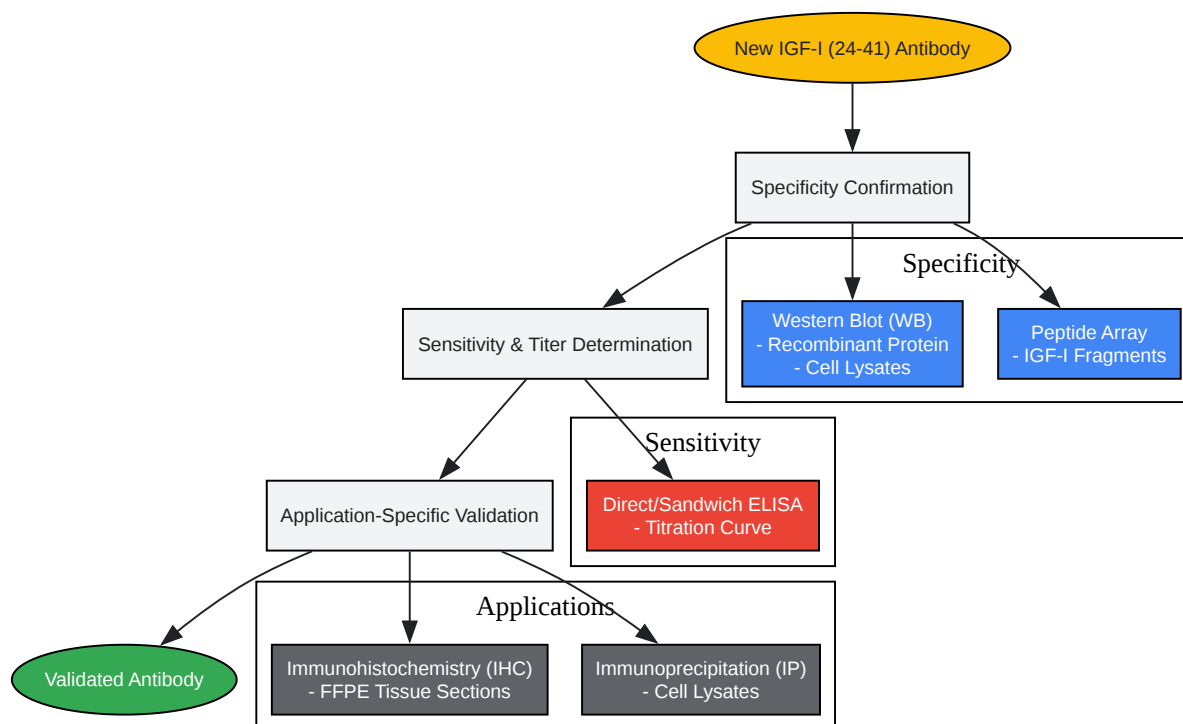 New IGF-I (24-41) Antibody
Specificity Confirmation
Specificity
Western Blot (WB)
- Recombinant Protein
- Cell Lysates
Peptide Array
- IGF-I Fragments
Sensitivity & Titer Determination
Sensitivity
Direct/Sandwich ELISA
- Titration Curve
Application-Specific Validation
Applications
Immunohistochemistry (IHC)
- FFPE Tissue Sections
Immunoprecipitation (IP)
- Cell Lysates
Validated Antibody